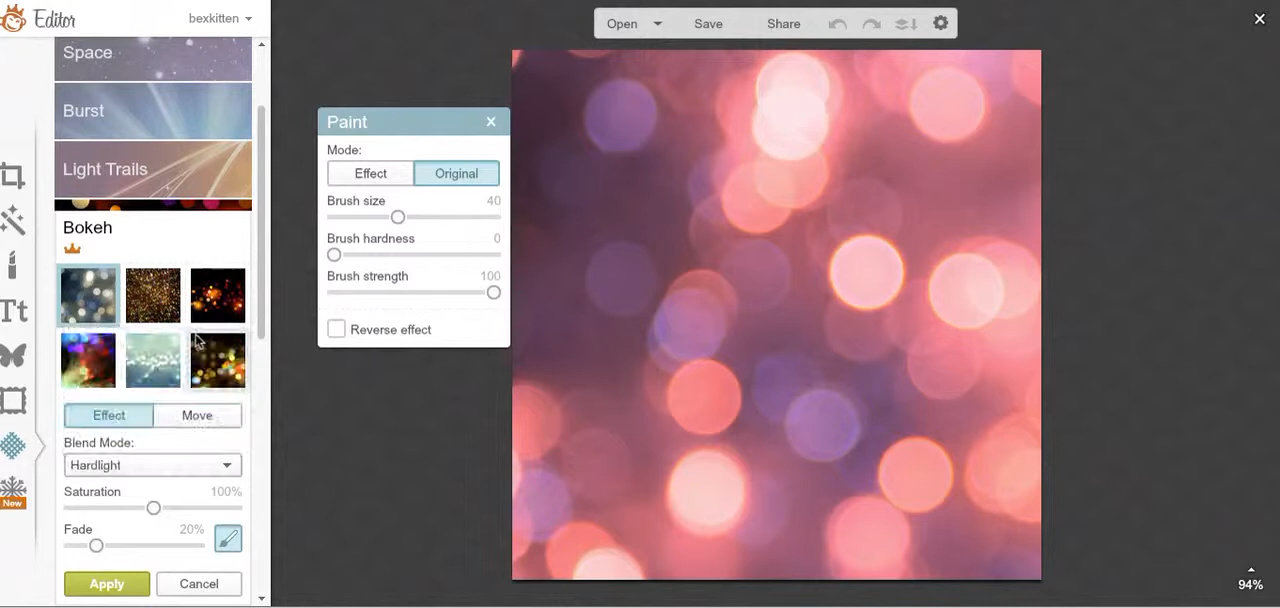 Editor
bexkitten
Open
Save
Share
Space
Burst
Light Trails
Bokeh
Effect
Move
Blend Mode:
Hardlight
Saturation 100%
Fade 20%
Apply
Cancel
Tt
New
Paint
Mode:
Effect
Original
Brush size 40
Brush hardness 0
Brush strength 100
Reverse effect
94%